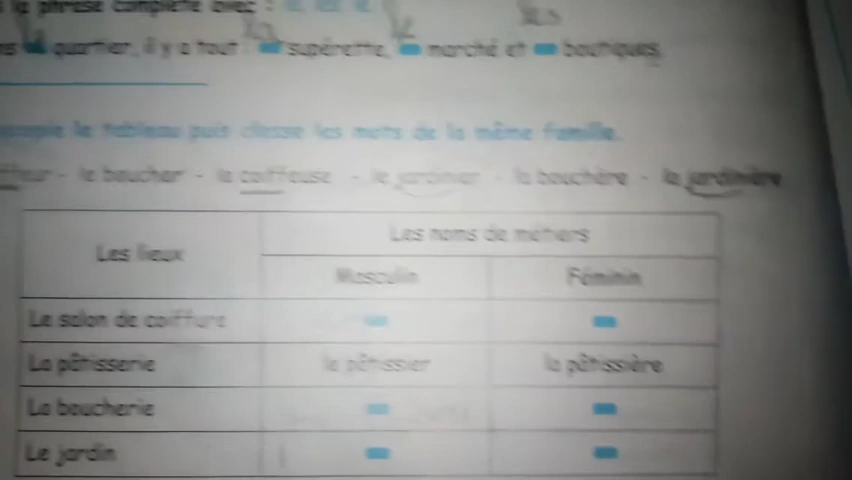 la phrase complète avec :
quartier, il y a tout : supérette, marché et boutiques.
le tableau puis classe les mots de la même famille.
- le boucher - la coiffeuse - le jardinier - la bouchère - la jardinière
Les lieux
Les noms de métiers
Masculin
Féminin
Le salon de coiffure
La pâtisserie
le pâtissier
la pâtissière
La boucherie
Le jardin